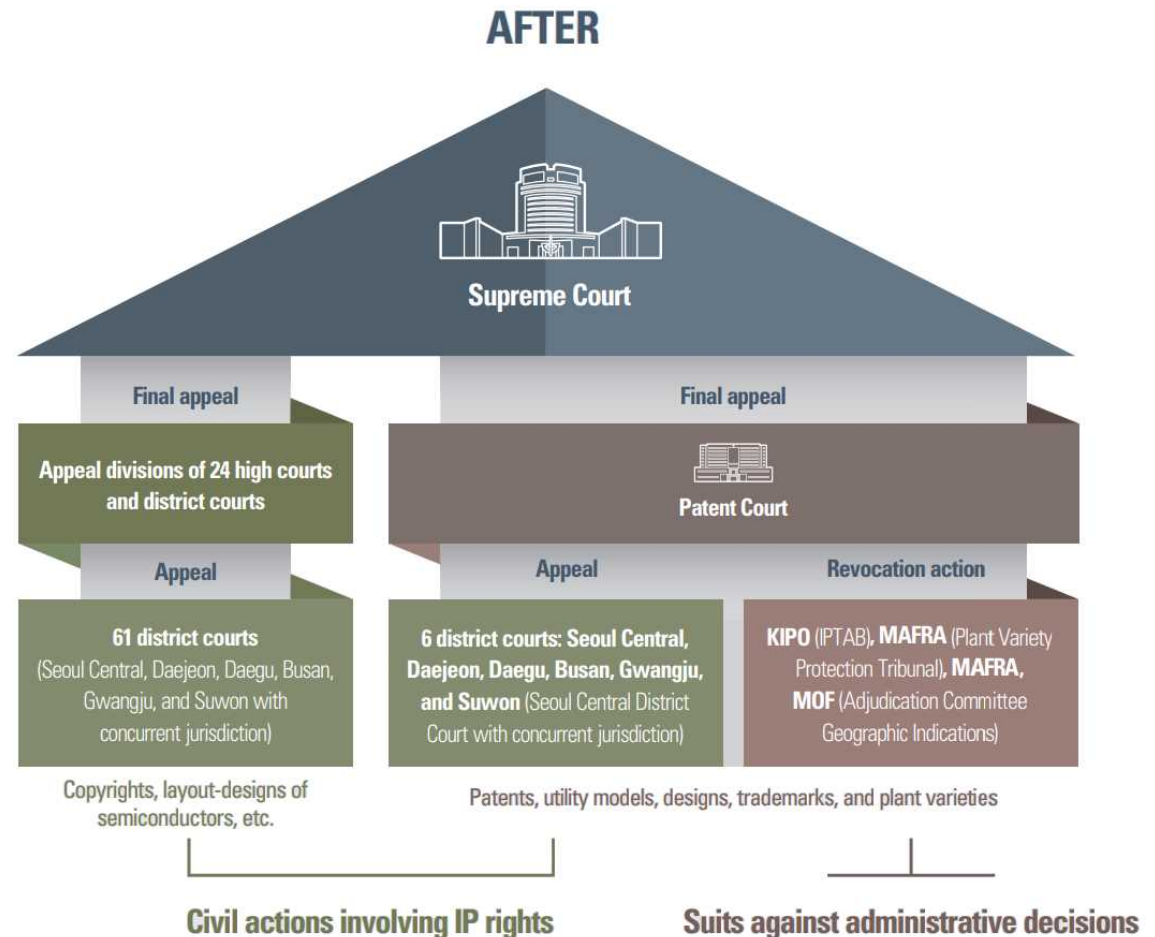 AFTER
Supreme Court
Final appeal
Appeal divisions of 24 high courts
and district courts
Appeal
61 district courts
(Seoul Central, Daejeon, Daegu, Busan,
Gwangju, and Suwon with
concurrent jurisdiction)
Copyrights, layout-designs of
semiconductors, etc.
Final appeal
Patent Court
Appeal
6 district courts: Seoul Central,
Daejeon, Daegu, Busan, Gwangju,
and Suwon (Seoul Central District
Court with concurrent jurisdiction)
Revocation action
KIPO (IPTAB), MAFRA (Plant Variety
Protection Tribunal), MAFRA,
MOF (Adjudication Committee
Geographic Indications)
Patents, utility models, designs, trademarks, and plant varieties
Civil actions involving IP rights
Suits against administrative decisions